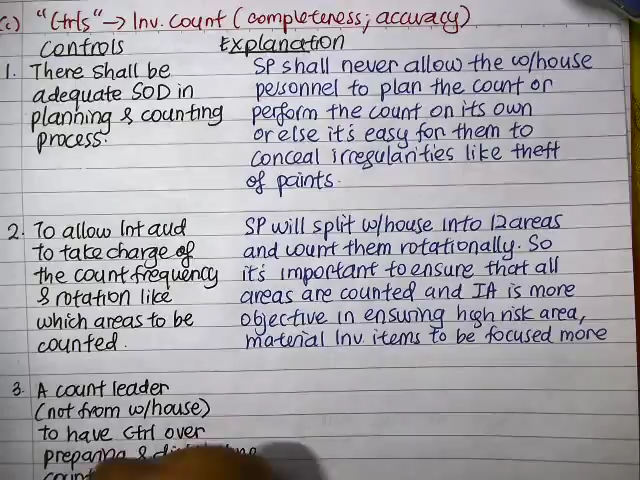 (c) "Ctrls" → Inv. count (completeness; accuracy)
Controls Explanation
1. There shall be adequate SOD in planning & counting process.
SP shall never allow the w/house
personnel to plan the count or
perform the count on its own
or else it's easy for them to
conceal irregularities like theft
of paints.
2. To allow Int aud
to take charge of
the count frequency
& rotation like
which areas to be
counted.
SP will split w/house into 12 areas
and count them rotationally. So
it's important to ensure that all
areas are counted and IA is more
objective in ensuring high risk area,
material Inv items to be focused more
3. A count leader
(not from w/house)
to have ctrl over
preparing &